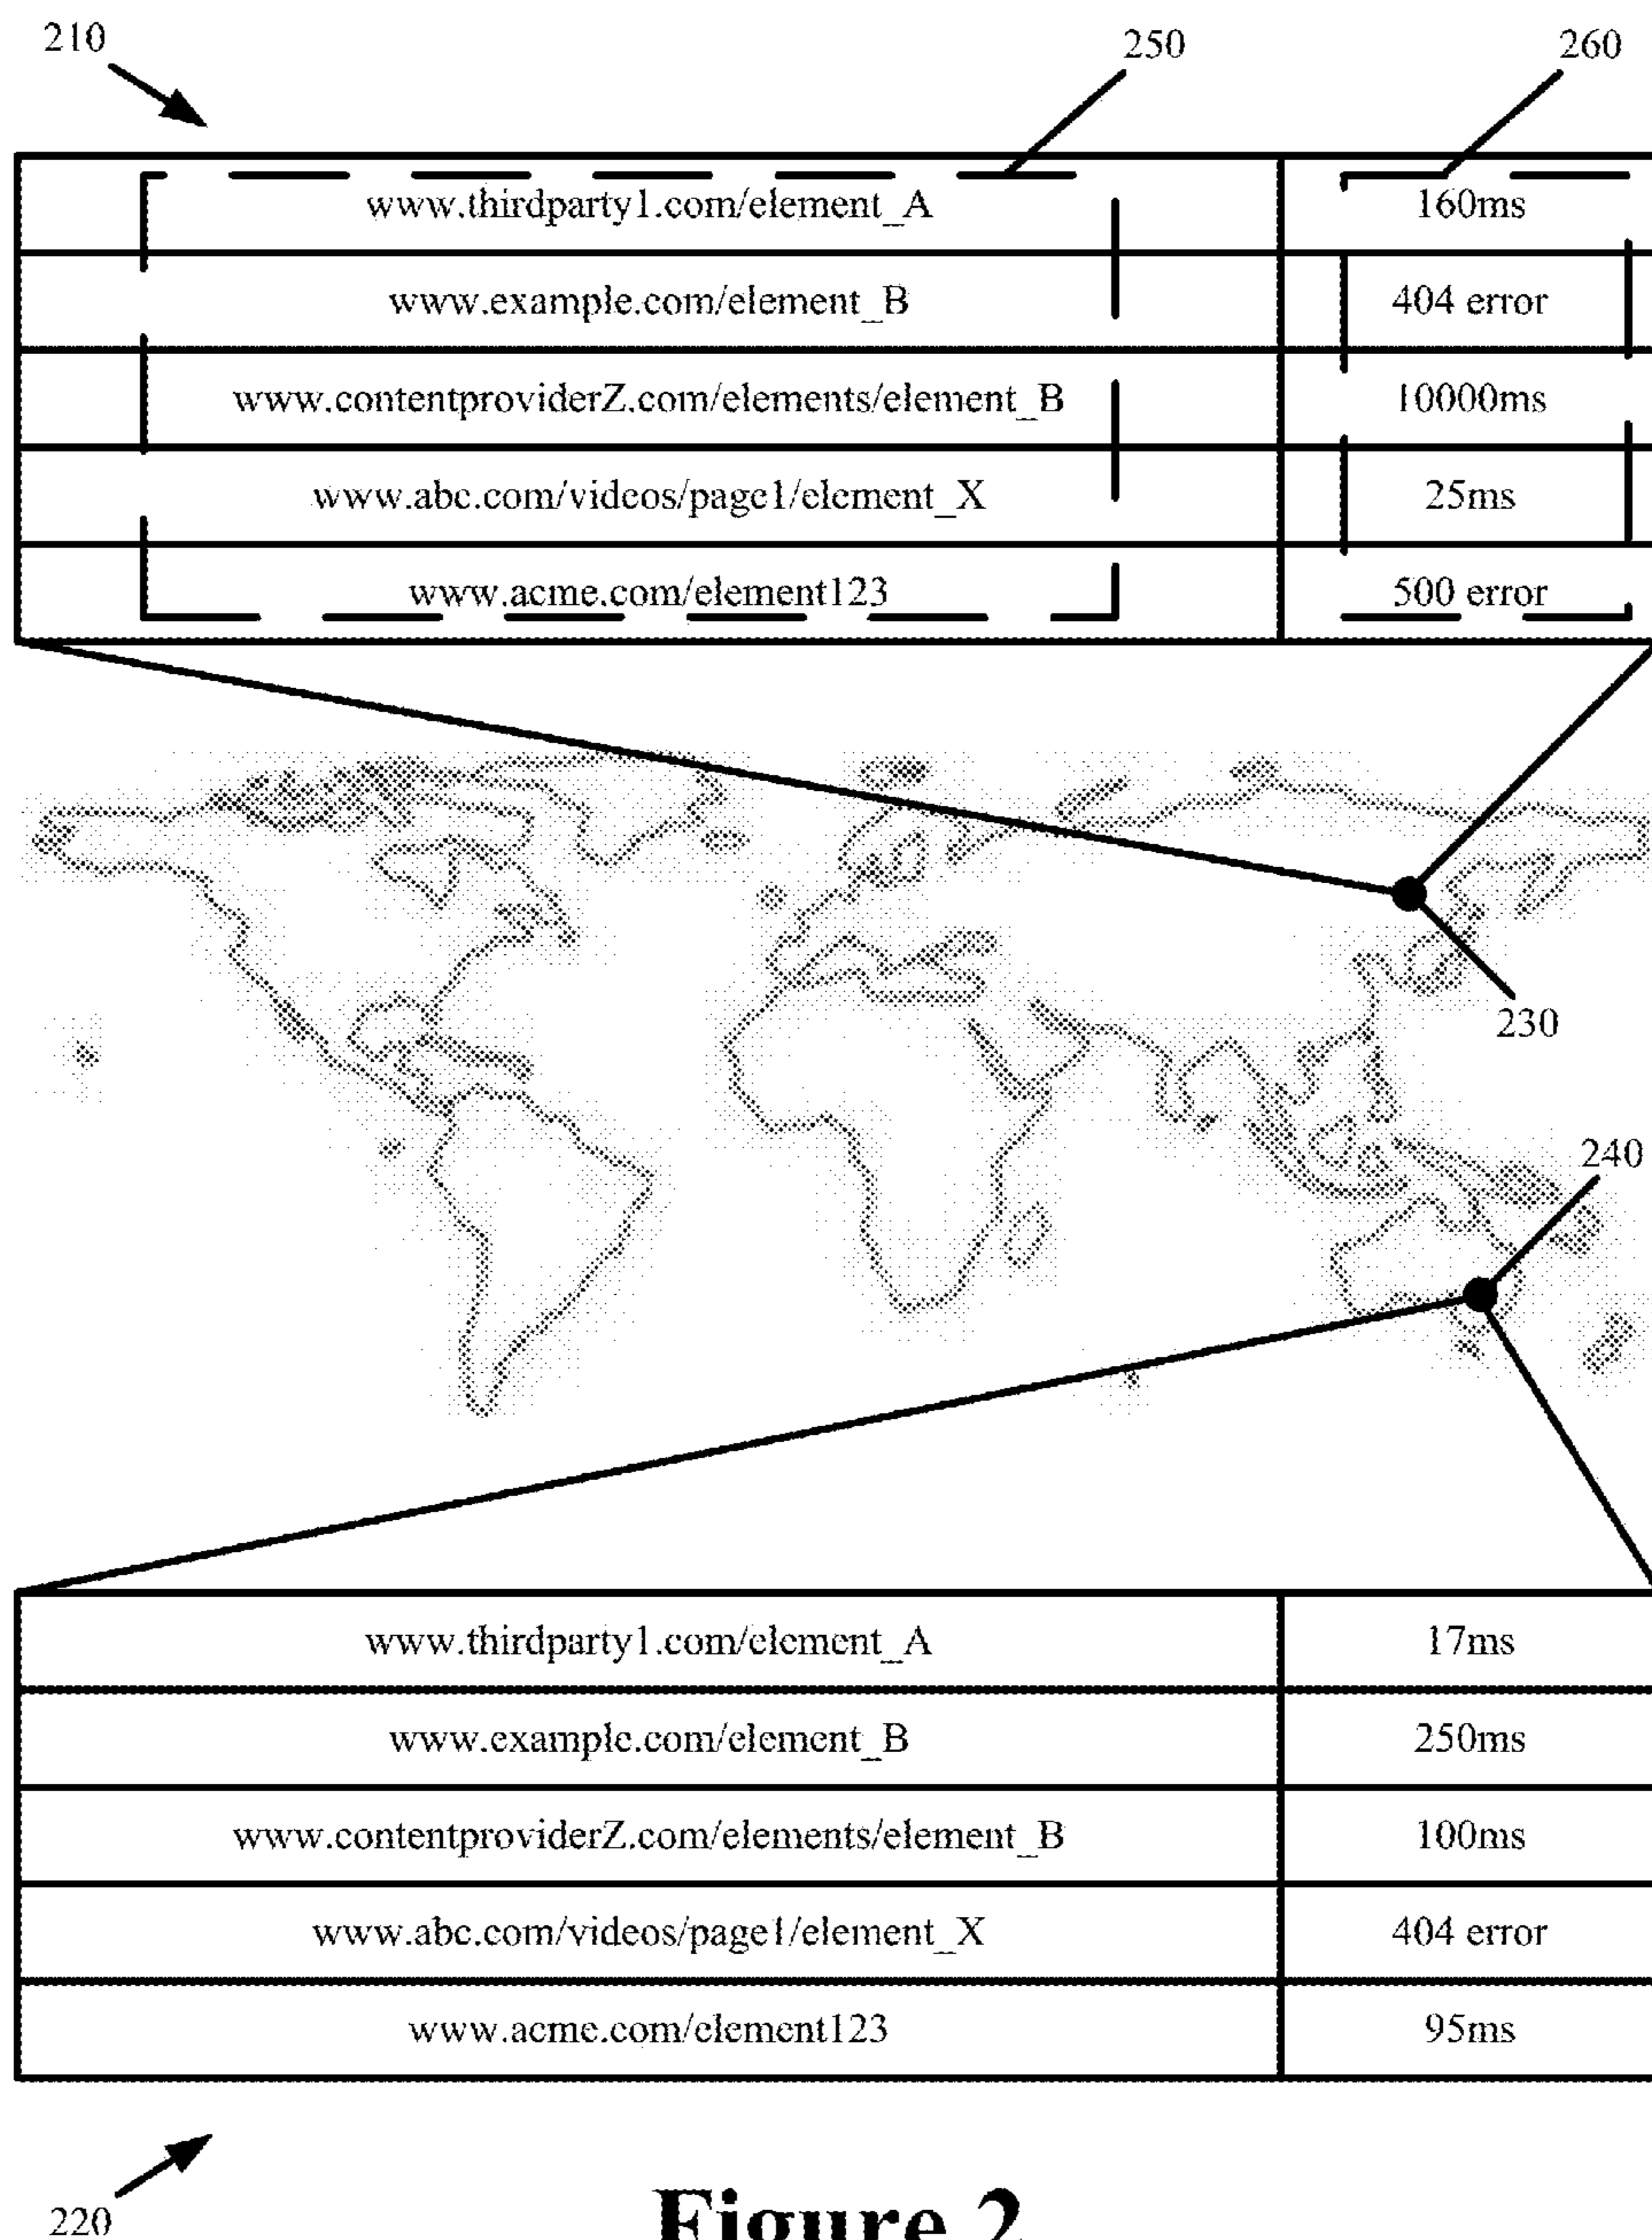 210
250
260
www.thirdparty1.com/element_A 160ms
www.example.com/element_B 404 error
www.contentproviderZ.com/elements/element_B 10000ms
www.abc.com/videos/page1/element_X 25ms
www.acme.com/element123 500 error
230
240
www.thirdparty1.com/element_A 17ms
www.example.com/element_B 250ms
www.contentproviderZ.com/elements/element_B 100ms
www.abc.com/videos/page1/element_X 404 error
www.acme.com/element123 95ms
220
Figure 2